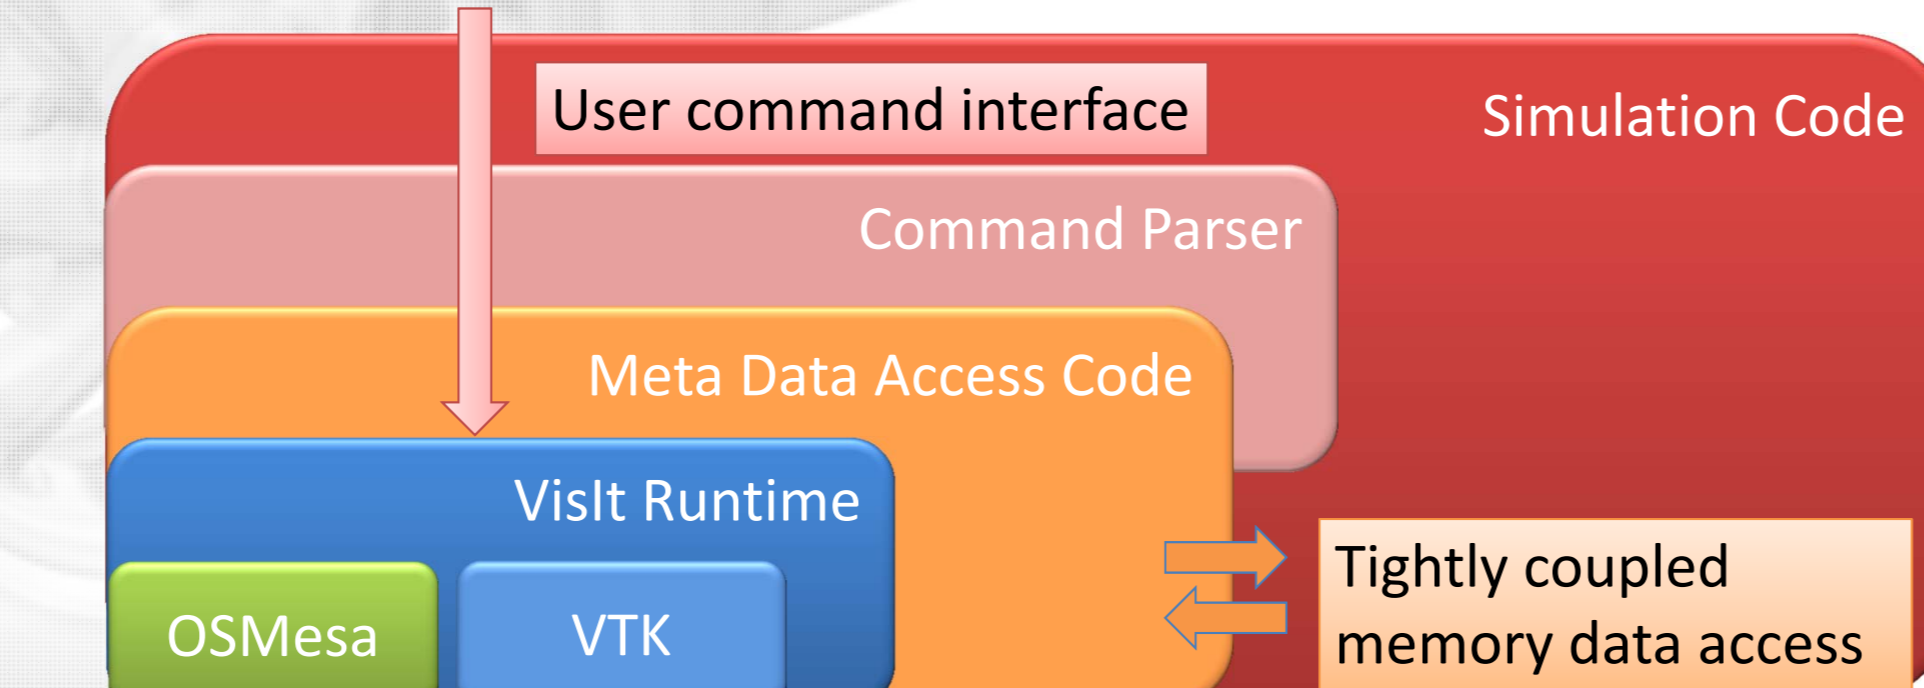 User command interface
Simulation Code
Command Parser
Meta Data Access Code
VisIt Runtime
OSMesa
VTK
Tightly coupled
memory data access